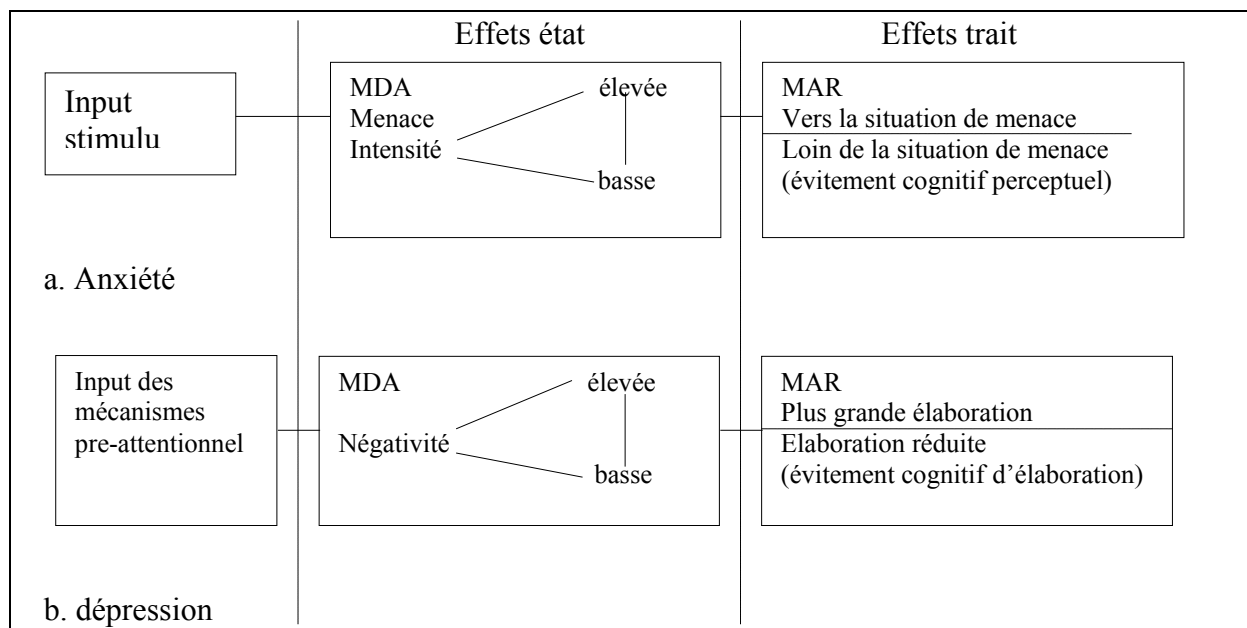 Effets état
Effets trait
Input
stimulu
MDA
Menace
Intensité
élevée
basse
MAR
Vers la situation de menace
Loin de la situation de menace
(évitement cognitif perceptuel)
a. Anxiété
Input des
mécanismes
pre-attentionnel
MDA
Négativité
élevée
basse
MAR
Plus grande élaboration
Elaboration réduite
(évitement cognitif d’élaboration)
b. dépression